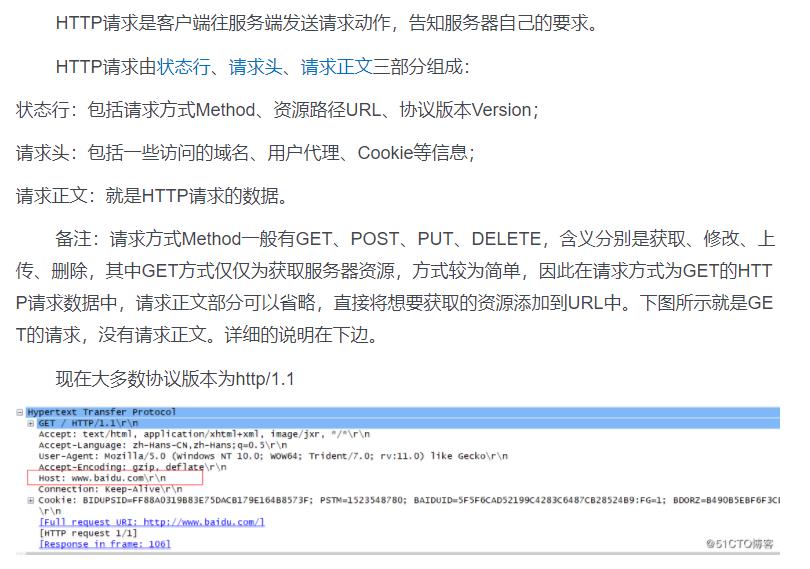 HTTP请求是客户端往服务端发送请求动作，告知服务器自己的要求。
HTTP请求由状态行、请求头、请求正文三部分组成：
状态行：包括请求方式Method、资源路径URL、协议版本Version；
请求头：包括一些访问的域名、用户代理、Cookie等信息；
请求正文：就是HTTP请求的数据。
备注：请求方式Method一般有GET、POST、PUT、DELETE，含义分别是获取、修改、上
传、删除，其中GET方式仅仅为获取服务器资源，方式较为简单，因此在请求方式为GET的HTT
P请求数据中，请求正文部分可以省略，直接将想要获取的资源添加到URL中。下图所示就是GE
T的请求，没有请求正文。详细的说明在下边。
现在大多数协议版本为http/1.1
Hypertext Transfer Protocol
GET / HTTP/1.1\r\n
Accept: text/html, application/xhtml+xml, image/jxr, */*\r\n
Accept-Language: zh-Hans-CN,zh-Hans;q=0.5\r\n
User-Agent: Mozilla/5.0 (Windows NT 10.0; WOW64; Trident/7.0; rv:11.0) like Gecko\r\n
Accept-Encoding: gzip, deflate\r\n
Host: www.baidu.com\r\n
Connection: Keep-Alive\r\n
Cookie: BIDUPSID=FF88A0319B83E75DACB179E164B8573F; PSTM=1523548780; BAIDUID=5F5F6CAD52199C4283C6487CB28524B9:FG=1; BDORZ=B490B5EBF6F3CD
\r\n
[Full request URI: http://www.baidu.com/]
[HTTP request 1/1]
[Response in frame: 106]
@51CTO博客